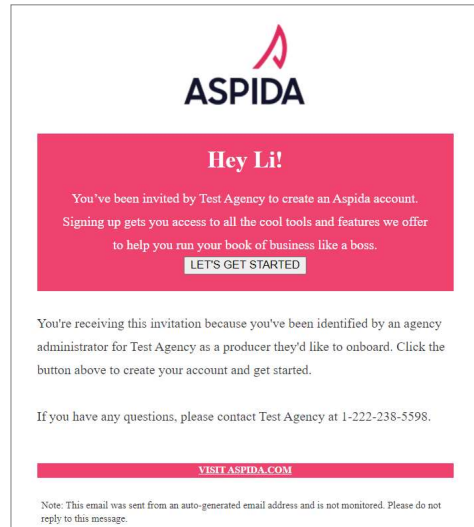 ASPIDA
Hey Li!
You've been invited by Test Agency to create an Aspida account.
Signing up gets you access to all the cool tools and features we offer
to help you run your book of business like a boss.
LET'S GET STARTED
You're receiving this invitation because you've been identified by an agency
administrator for Test Agency as a producer they'd like to onboard. Click the
button above to create your account and get started.
If you have any questions, please contact Test Agency at 1-222-238-5598.
VISIT ASPIDA.COM
Note: This email was sent from an auto-generated email address and is not monitored. Please do not
reply to this message.